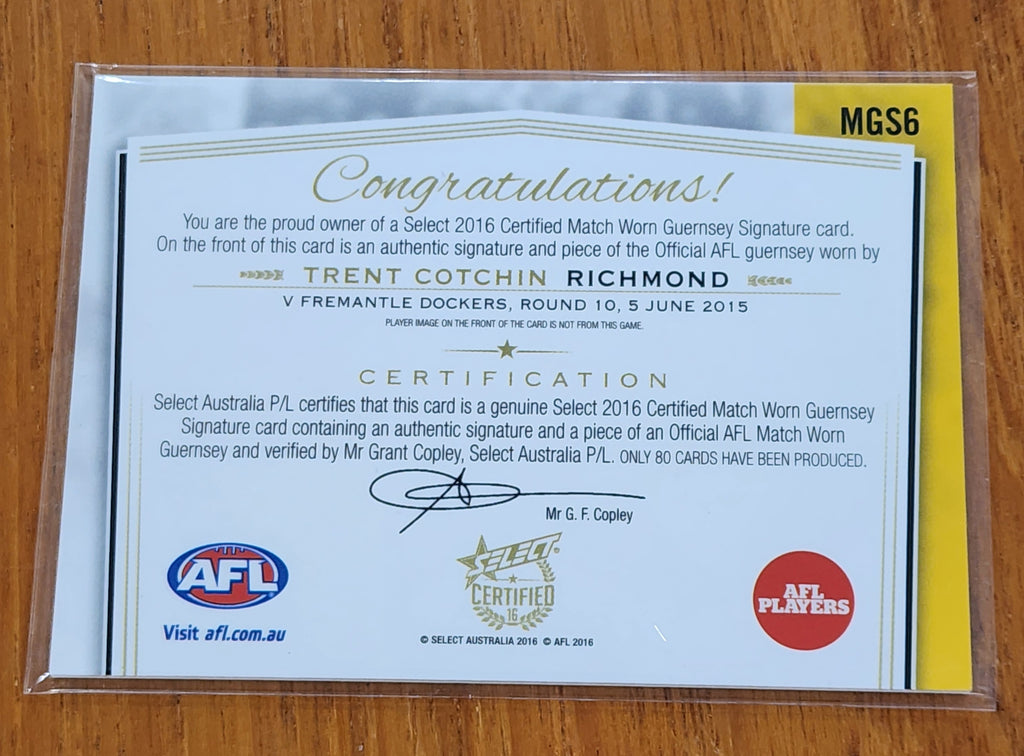 MGS6
Congratulations!
You are the proud owner of a Select 2016 Certified Match Worn Guernsey Signature card.
On the front of this card is an authentic signature and piece of the Official AFL guernsey worn by
TRENT COTCHIN RICHMOND
V FREMANTLE DOCKERS, ROUND 10, 5 JUNE 2015
PLAYER IMAGE ON THE FRONT OF THE CARD IS NOT FROM THIS GAME.
CERTIFICATION
Select Australia P/L certifies that this card is a genuine Select 2016 Certified Match Worn Guernsey
Signature card containing an authentic signature and a piece of an Official AFL Match Worn
Guernsey and verified by Mr Grant Copley, Select Australia P/L. ONLY 80 CARDS HAVE BEEN PRODUCED.
Mr G. F. Copley
AFL
Visit afl.com.au
SELECT
CERTIFIED
16
© SELECT AUSTRALIA 2016 © AFL 2016
AFL
PLAYERS